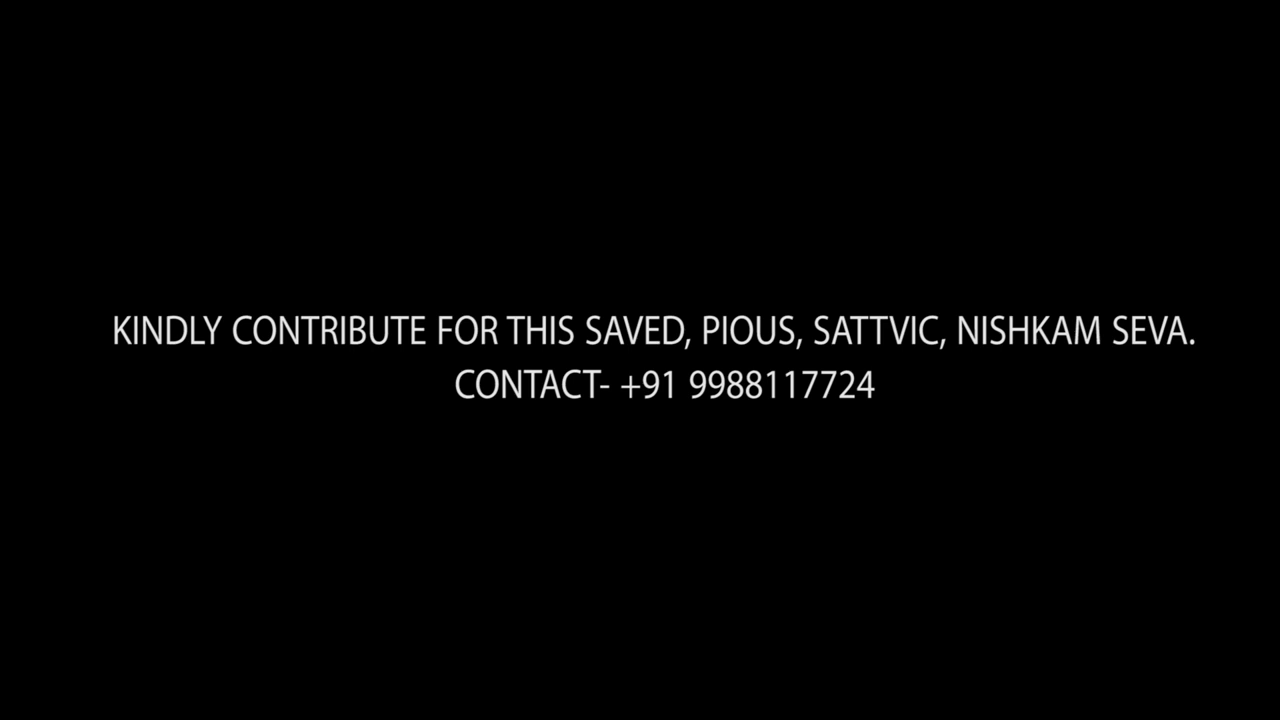 KINDLY CONTRIBUTE FOR THIS SAVED, PIOUS, SATTVIC, NISHKAM SEVA.
CONTACT- +91 9988117724